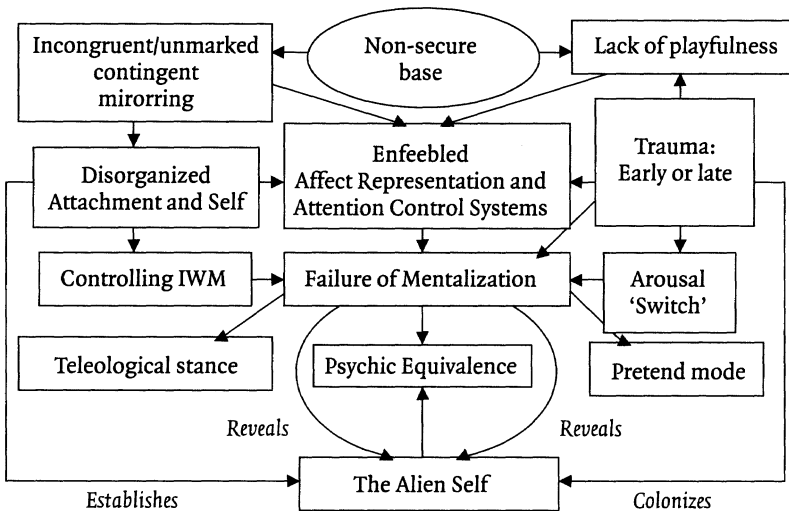 Incongruent/unmarked
contingent
mirorring
Non-secure
base
Lack of playfulness
Enfeebled
Affect Representation and
Attention Control Systems
Trauma:
Early or late
Disorganized
Attachment and Self
Controlling IWM
Failure of Mentalization
Arousal
‘Switch’
Teleological stance
Psychic Equivalence
Pretend mode
Reveals
Reveals
The Alien Self
Establishes
Colonizes